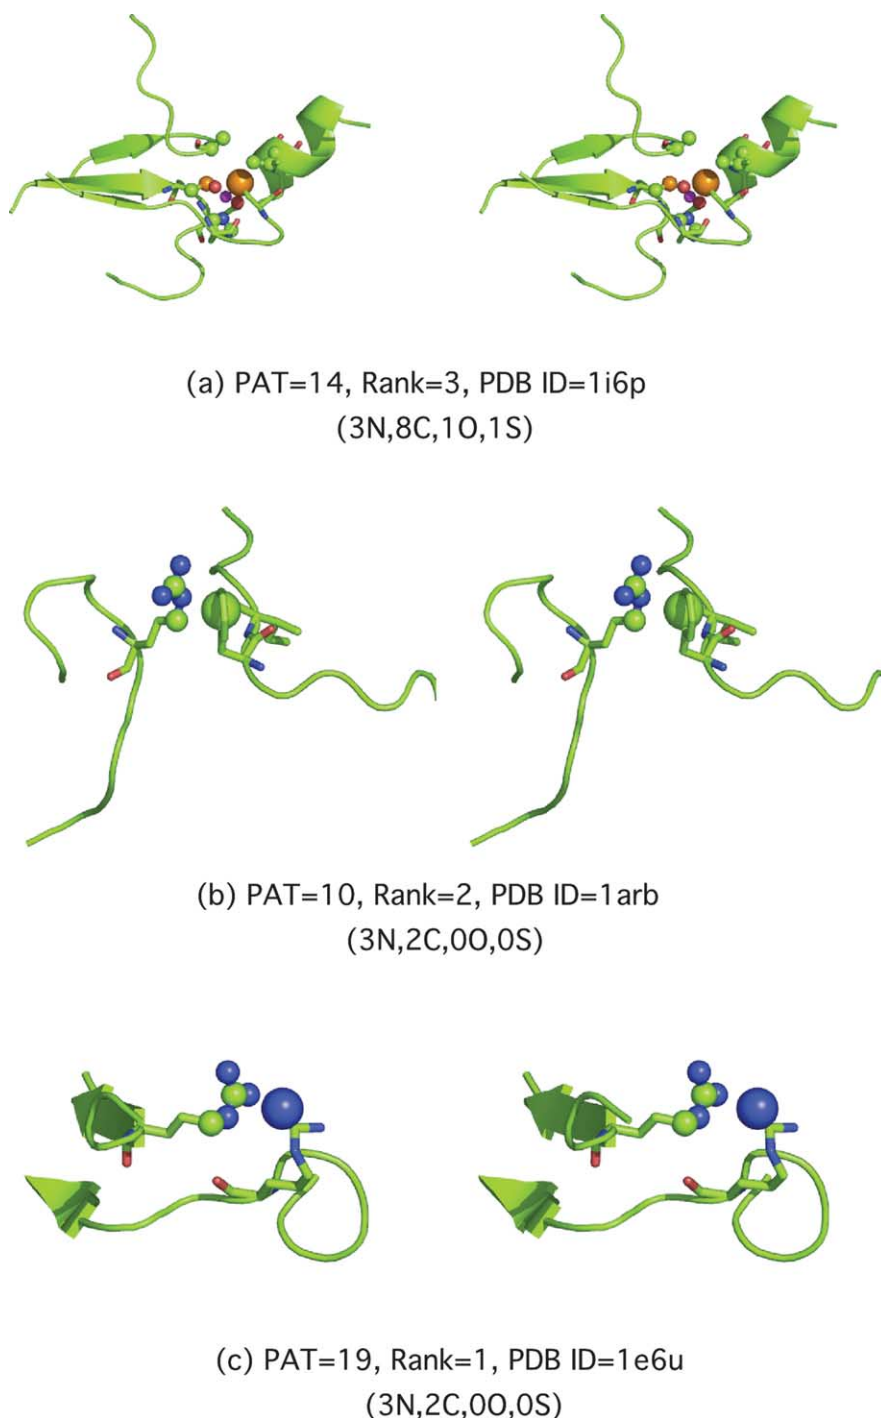 (a) PAT=14, Rank=3, PDB ID=1i6p
(3N,8C,1O,1S)
(b) PAT=10, Rank=2, PDB ID=1arb
(3N,2C,0O,0S)
(c) PAT=19, Rank=1, PDB ID=1e6u
(3N,2C,0O,0S)